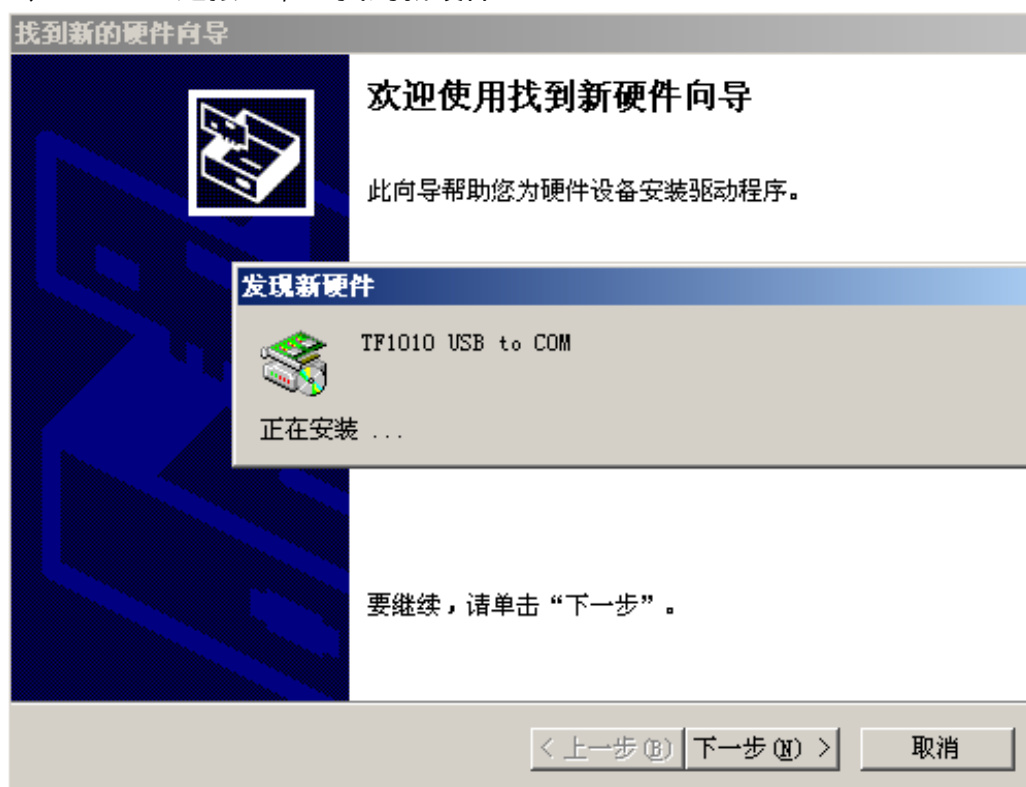 找到新的硬件向导
欢迎使用找到新硬件向导
此向导帮助您为硬件设备安装驱动程序。
发现新硬件
TF1010 USB to COM
正在安装 ...
要继续，请单击“下一步”。
< 上一步(B) 下一步(N) > 取消